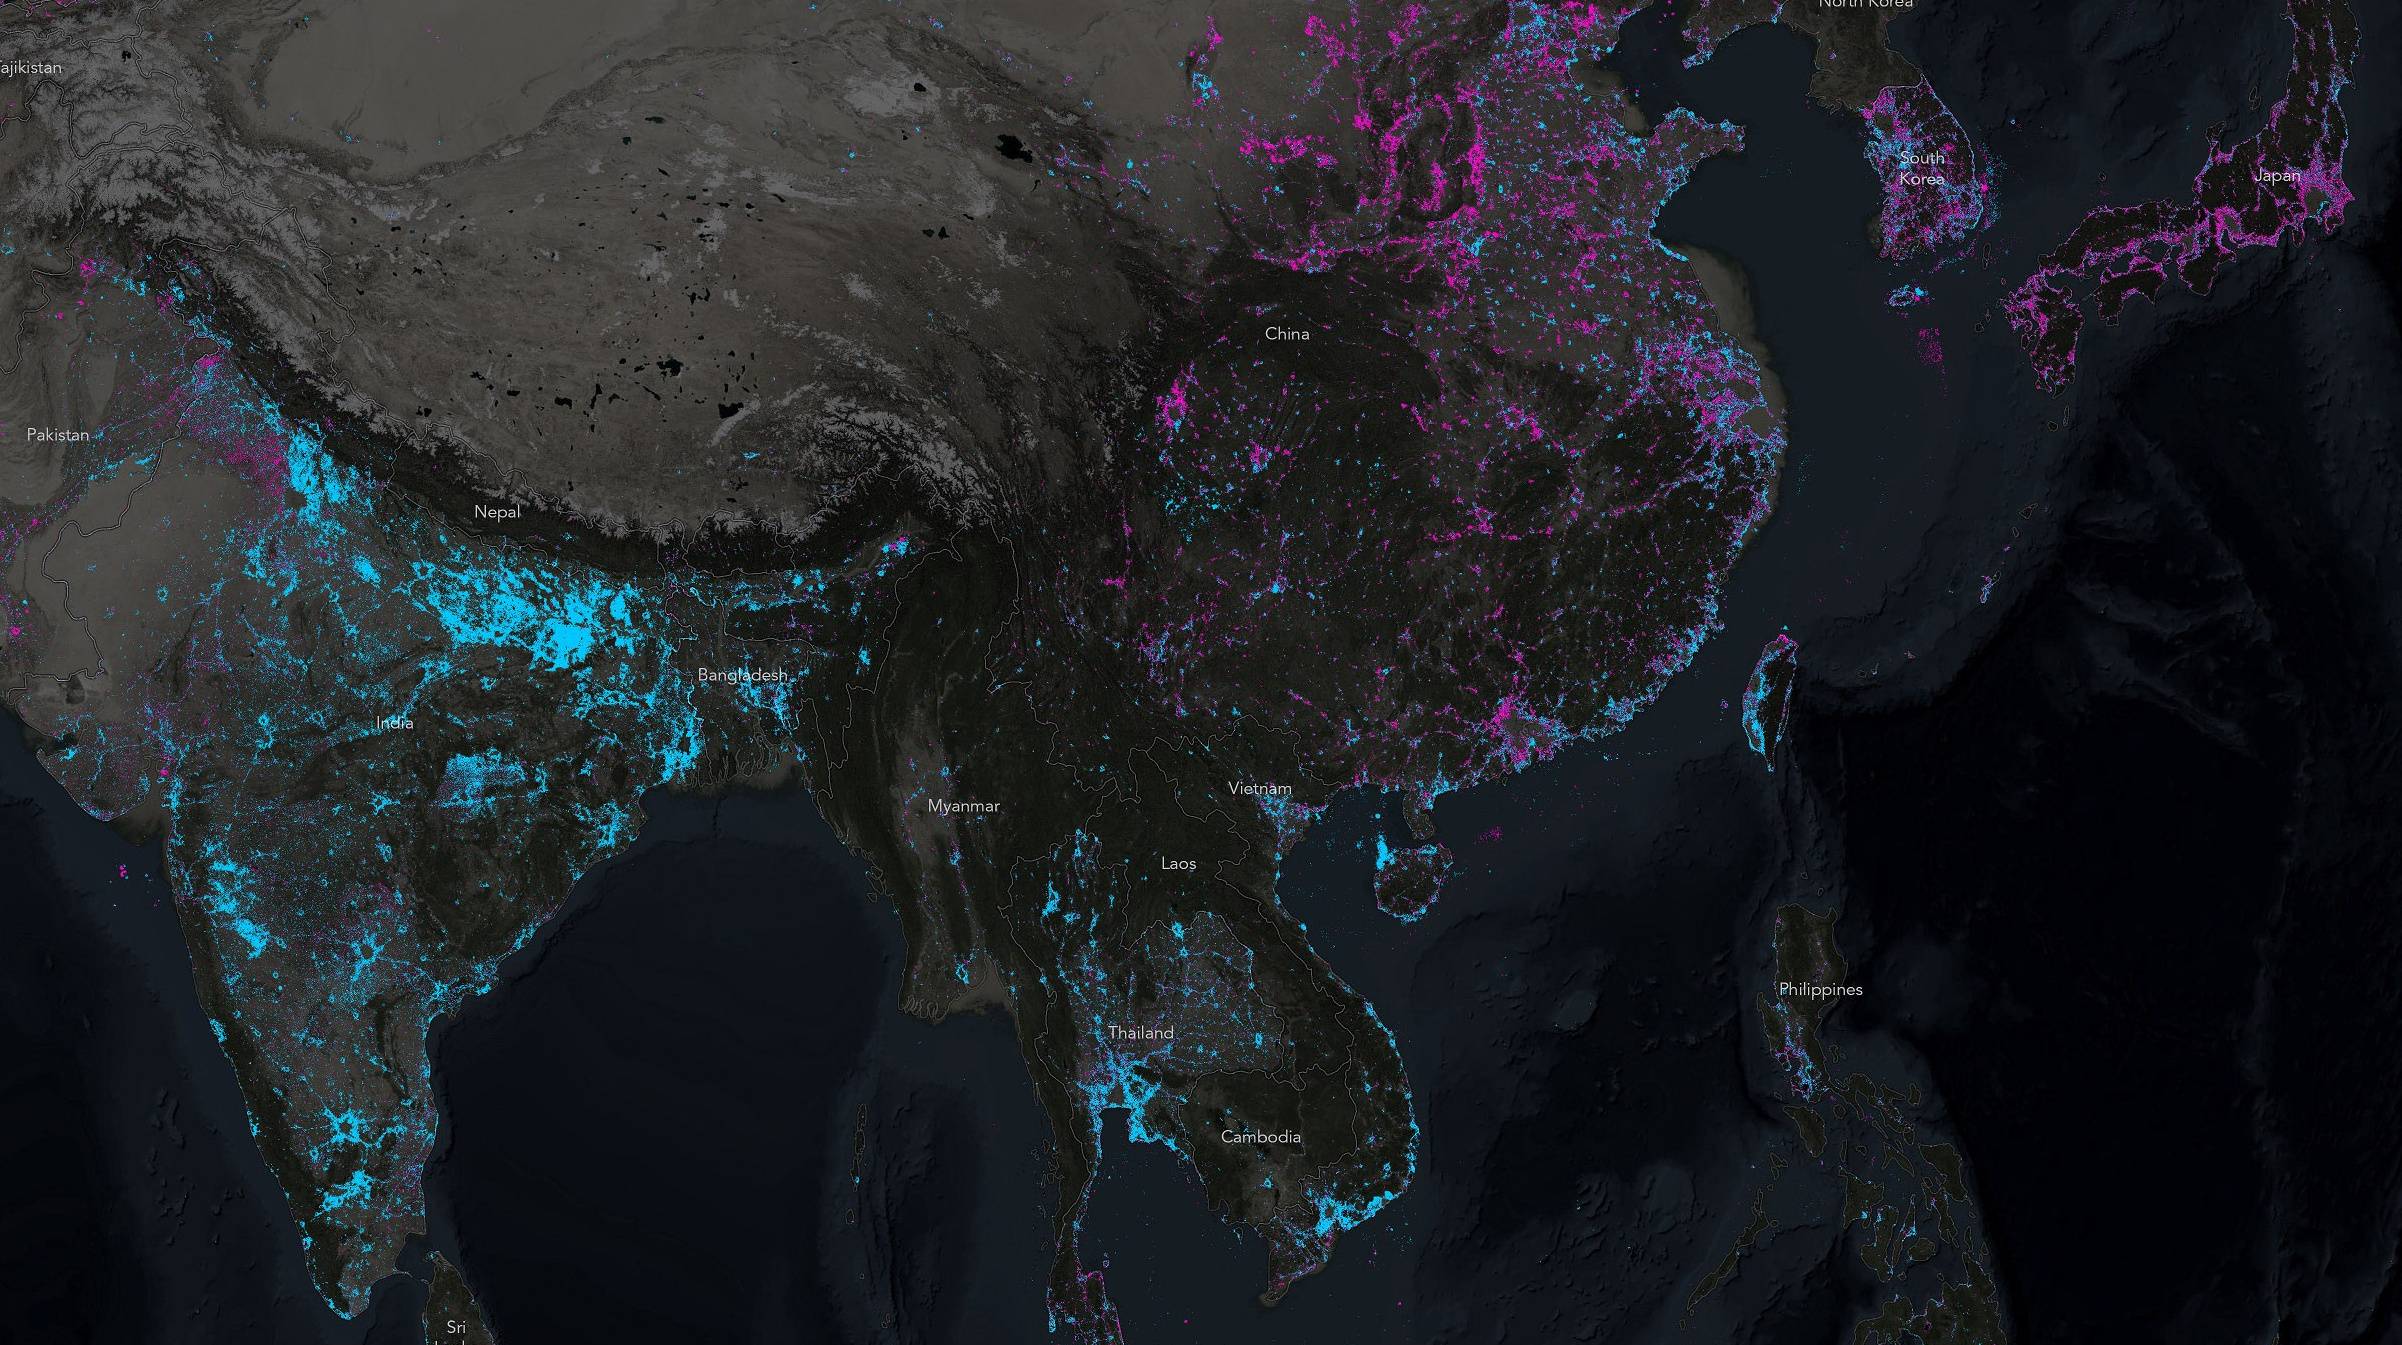 North Korea
ajikistan
South
Korea
Japan
China
Pakistan
Nepal
Bangladesh
India
Vietnam
Myanmar
Laos
Philippines
Thailand
Cambodia
Sri